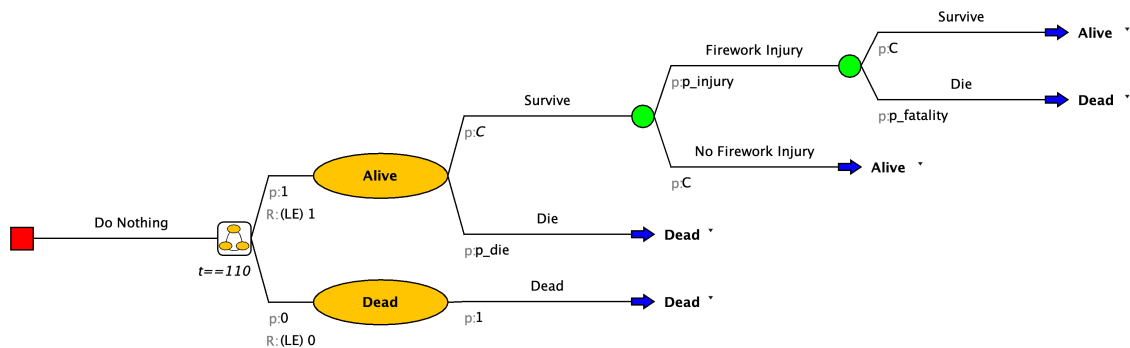 Survive
Alive
p:C
Firework Injury
p:p_injury
Die
Dead
p:p_fatality
Survive
p:C
No Firework Injury
Alive
p:C
Alive
p:1
R:(LE) 1
Die
Dead
p:p_die
Do Nothing
t==110
Dead
p:0
R:(LE) 0
Dead
Dead
p:1